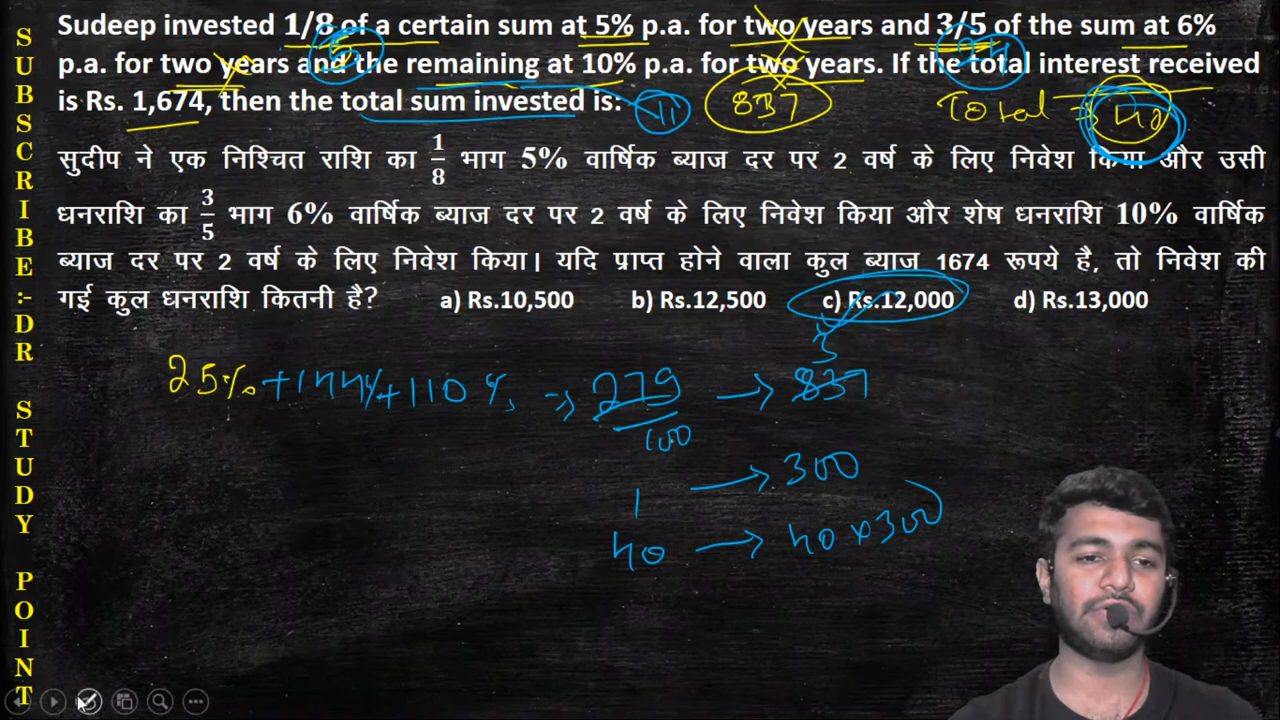 SUBSCRIBE:-DR STUDY POINT
Sudeep invested 1/8 of a certain sum at 5% p.a. for two years and 3/5 of the sum at 6%
p.a. for two years and the remaining at 10% p.a. for two years. If the total interest received
is Rs. 1,674, then the total sum invested is:
5
24
11
837
Total → 40
सुदीप ने एक निश्चित राशि का 1/8 भाग 5% वार्षिक ब्याज दर पर 2 वर्ष के लिए निवेश किया और उसी
धनराशि का 3/5 भाग 6% वार्षिक ब्याज दर पर 2 वर्ष के लिए निवेश किया और शेष धनराशि 10% वार्षिक
ब्याज दर पर 2 वर्ष के लिए निवेश किया। यदि प्राप्त होने वाला कुल ब्याज 1674 रूपये है, तो निवेश की
गई कुल धनराशि कितनी है? a) Rs.10,500 b) Rs.12,500 c) Rs.12,000 d) Rs.13,000
3
25% + 144% + 110% ⇒ 279 → 837
100
1 → 300
40 → 40 × 300